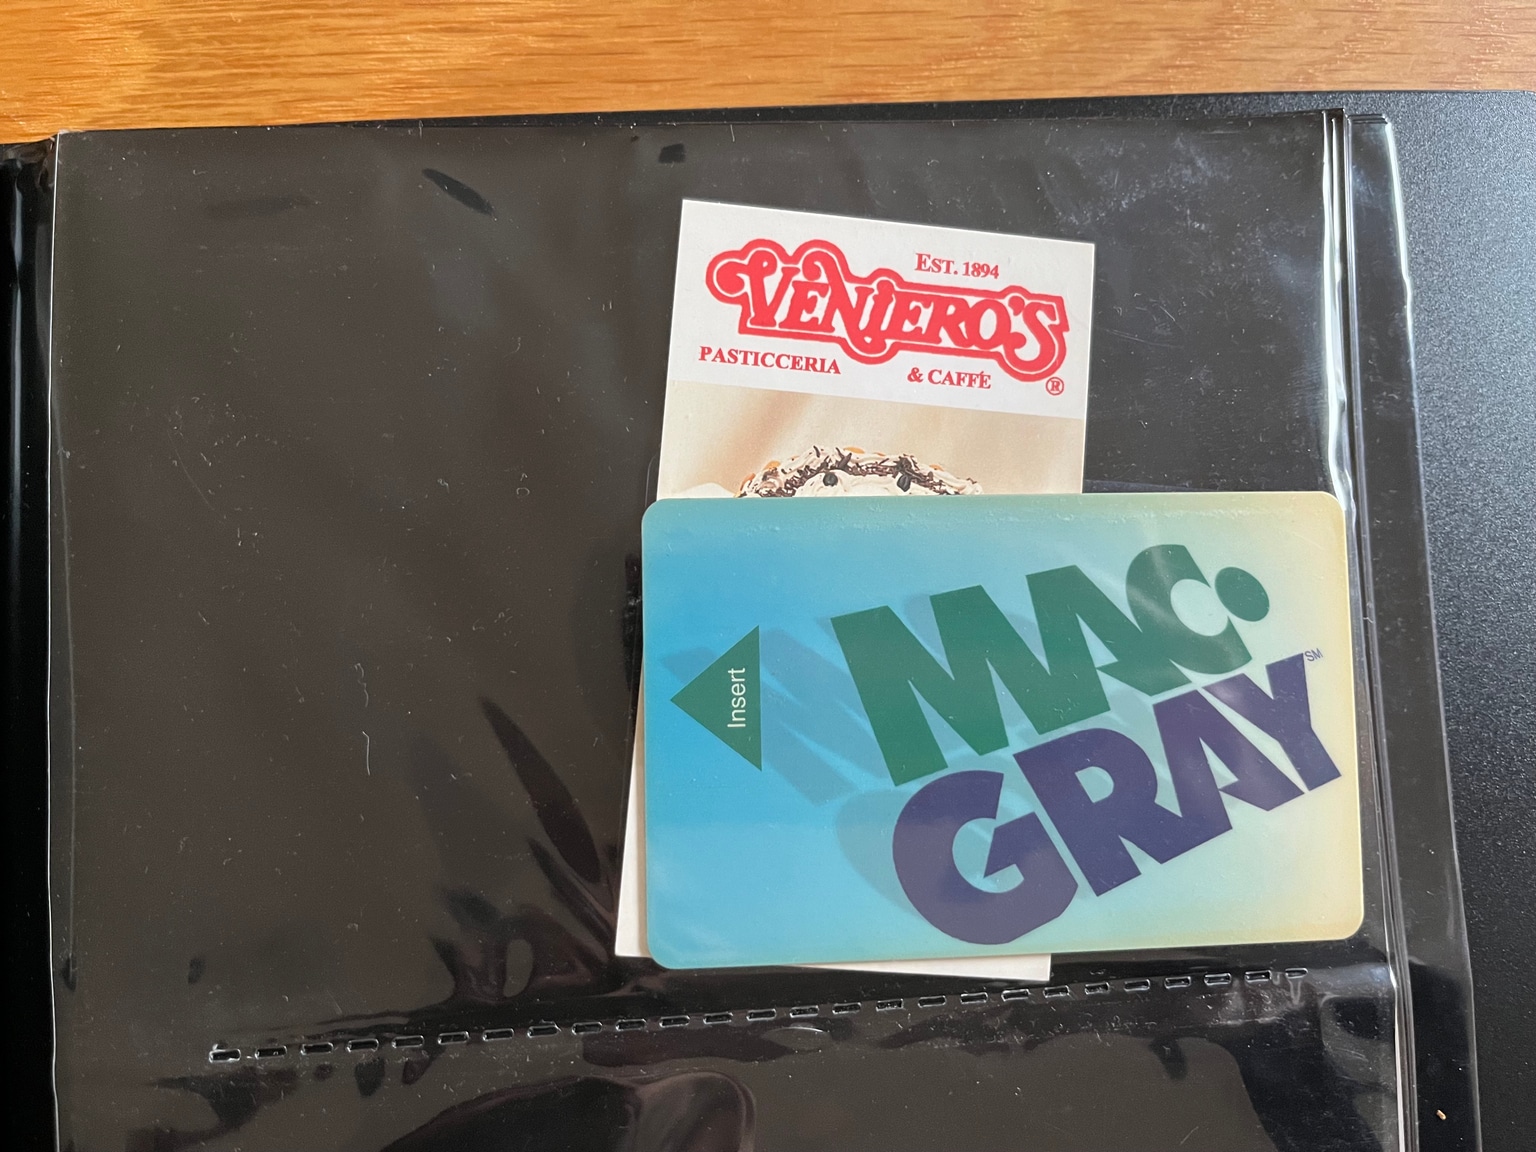 EST. 1894
VENIERO'S
PASTICCERIA & CAFFÉ ®
Insert
MAC.
GRAY SM